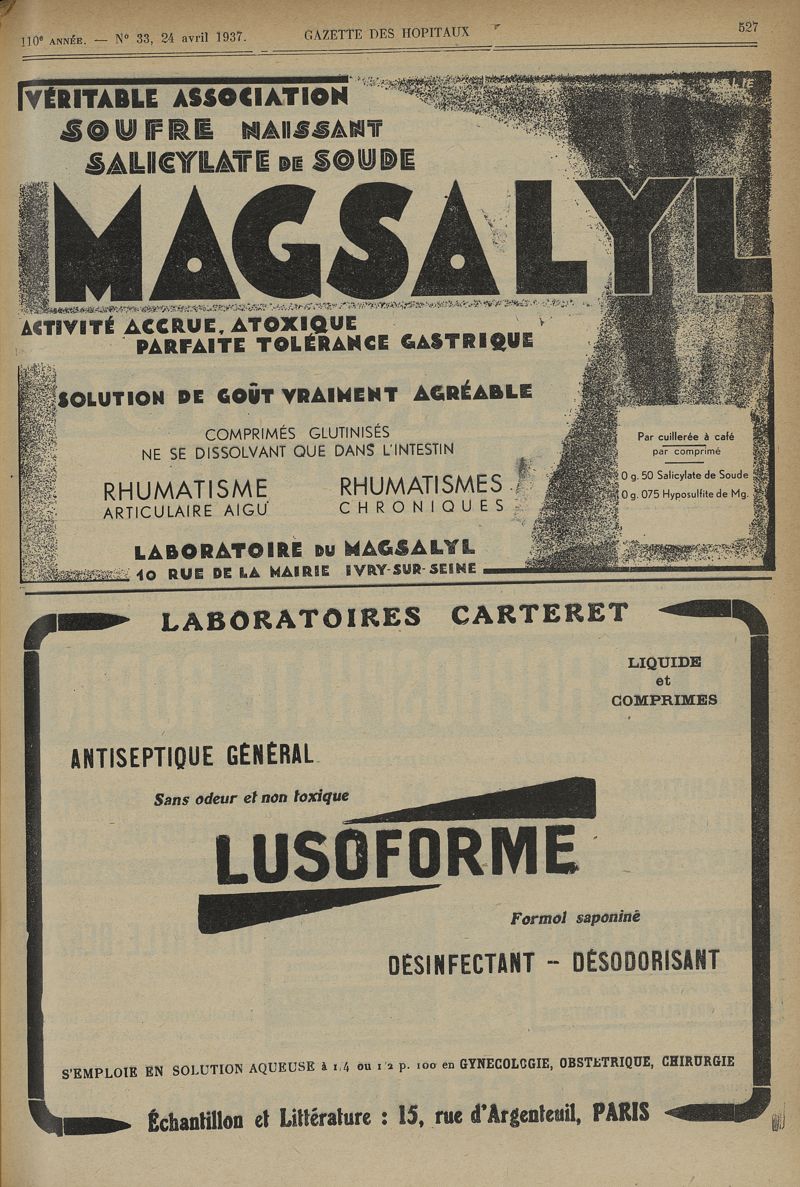 110e ANNÉE. — N° 33, 24 avril 1937.
GAZETTE DES HOPITAUX
527
VÉRITABLE ASSOCIATION
SOUFRE NAISSANT
SALICYLATE DE SOUDE
MAGSALYL
ACTIVITÉ ACCRUE, ATOXIQUE
PARFAITE TOLÉRANCE GASTRIQUE
SOLUTION DE GOÛT VRAIMENT AGRÉABLE
COMPRIMÉS GLUTINISÉS
NE SE DISSOLVANT QUE DANS L'INTESTIN
RHUMATISME
ARTICULAIRE AIGU
RHUMATISMES
CHRONIQUES
Par cuillerée à café
par comprimé
0 g. 50 Salicylate de Soude
0 g. 075 Hyposulfite de Mg.
LABORATOIRE DU MAGSALYL
10 RUE DE LA MAIRIE IVRY-SUR-SEINE
LABORATOIRES CARTERET
LIQUIDE
et
COMPRIMES
ANTISEPTIQUE GÉNÉRAL
Sans odeur et non toxique
LUSOFORME
Formol saponiné
DÉSINFECTANT - DÉSODORISANT
S'EMPLOIE EN SOLUTION AQUEUSE à 1/4 ou 1/2 p. 100 en GYNECOLOGIE, OBSTETRIQUE, CHIRURGIE
Échantillon et Littérature : 15, rue d'Argenteuil, PARIS